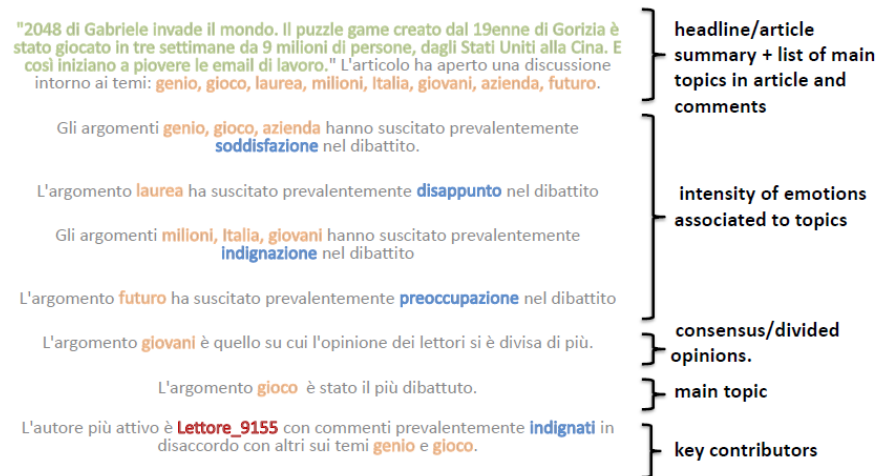 "2048 di Gabriele invade il mondo. Il puzzle game creato dal 19enne di Gorizia è
stato giocato in tre settimane da 9 milioni di persone, dagli Stati Uniti alla Cina. E
così iniziano a piovere le email di lavoro." L'articolo ha aperto una discussione
intorno ai temi: genio, gioco, laurea, milioni, Italia, giovani, azienda, futuro.
headline/article
summary + list of main
topics in article and
comments
Gli argomenti genio, gioco, azienda hanno suscitato prevalentemente
soddisfazione nel dibattito.
L'argomento laurea ha suscitato prevalentemente disappunto nel dibattito
Gli argomenti milioni, Italia, giovani hanno suscitato prevalentemente
indignazione nel dibattito
L'argomento futuro ha suscitato prevalentemente preoccupazione nel dibattito
intensity of emotions
associated to topics
L'argomento giovani è quello su cui l'opinione dei lettori si è divisa di più.
consensus/divided
opinions.
L'argomento gioco è stato il più dibattuto.
main topic
L'autore più attivo è Lettore_9155 con commenti prevalentemente indignati in
disaccordo con altri sui temi genio e gioco.
key contributors